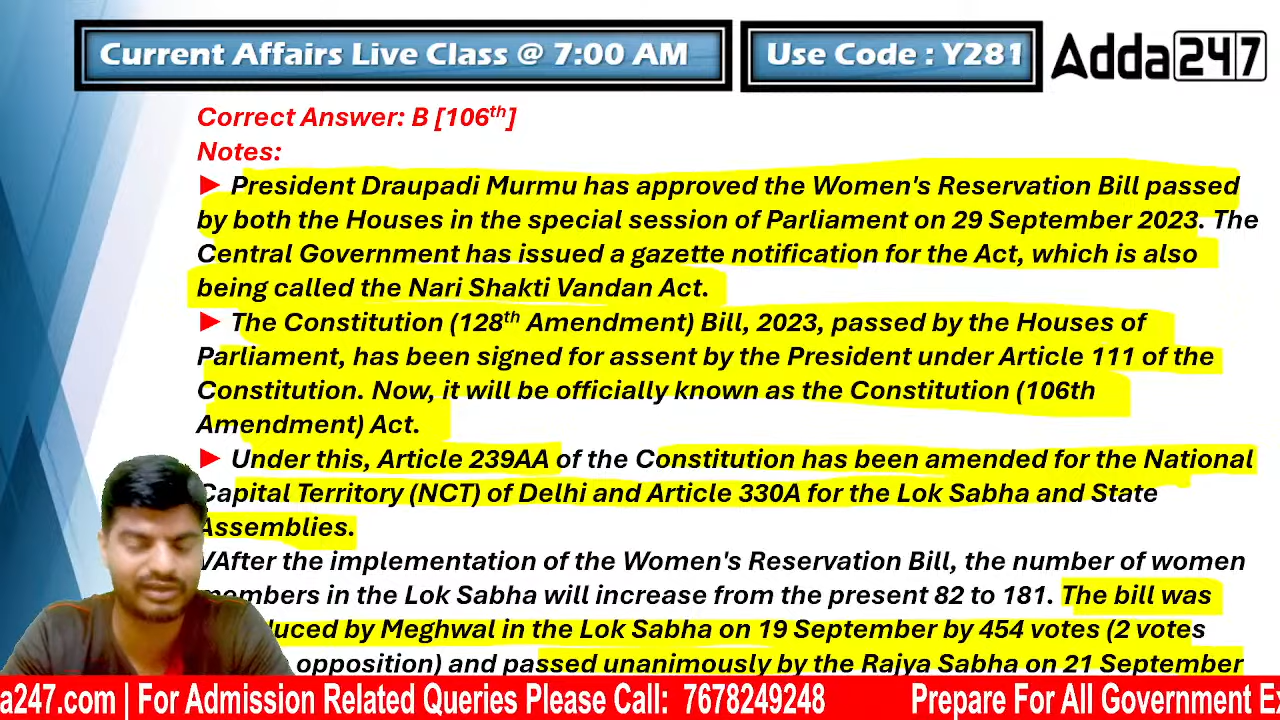 Current Affairs Live Class @ 7:00 AM
Use Code : Y281
Adda247
Correct Answer: B [106th]
Notes:
► President Draupadi Murmu has approved the Women's Reservation Bill passed
by both the Houses in the special session of Parliament on 29 September 2023. The
Central Government has issued a gazette notification for the Act, which is also
being called the Nari Shakti Vandan Act.
► The Constitution (128th Amendment) Bill, 2023, passed by the Houses of
Parliament, has been signed for assent by the President under Article 111 of the
Constitution. Now, it will be officially known as the Constitution (106th
Amendment) Act.
► Under this, Article 239AA of the Constitution has been amended for the National
Capital Territory (NCT) of Delhi and Article 330A for the Lok Sabha and State
Assemblies.
VAfter the implementation of the Women's Reservation Bill, the number of women
members in the Lok Sabha will increase from the present 82 to 181. The bill was
duced by Meghwal in the Lok Sabha on 19 September by 454 votes (2 votes
opposition) and passed unanimously by the Rajya Sabha on 21 September
a247.com | For Admission Related Queries Please Call: 7678249248 Prepare For All Government Ex